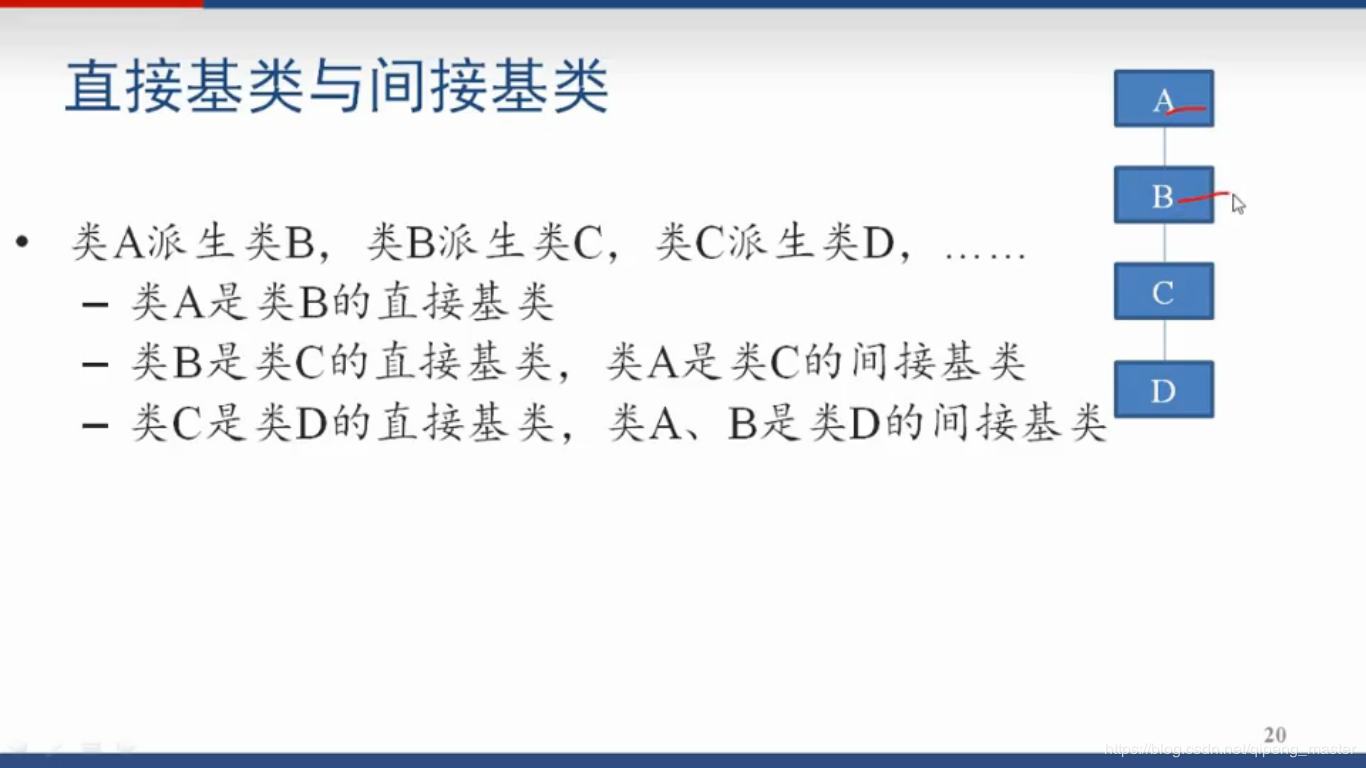 直接基类与间接基类
A
B
C
D
• 类A派生类B，类B派生类C，类C派生类D，……
– 类A是类B的直接基类
– 类B是类C的直接基类，类A是类C的间接基类
– 类C是类D的直接基类，类A、B是类D的间接基类
20
https://blog.csdn.net/qipeng_master